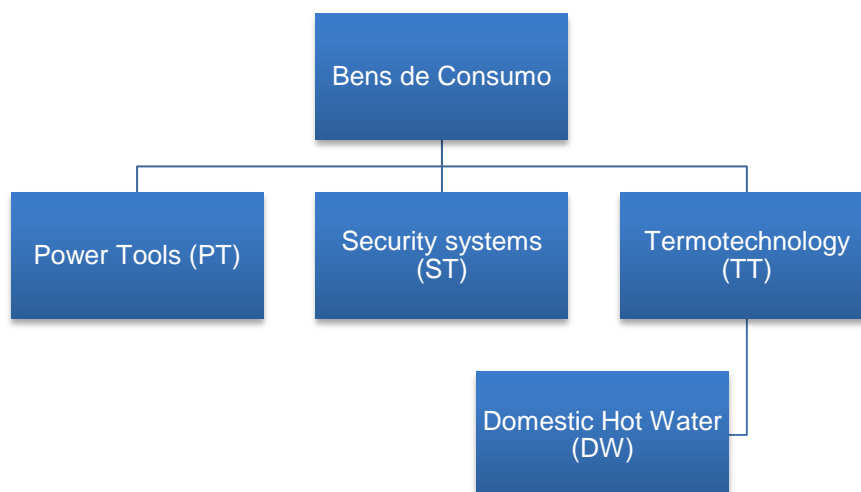 Bens de Consumo
Power Tools (PT)
Security systems
(ST)
Termotechnology
(TT)
Domestic Hot Water
(DW)